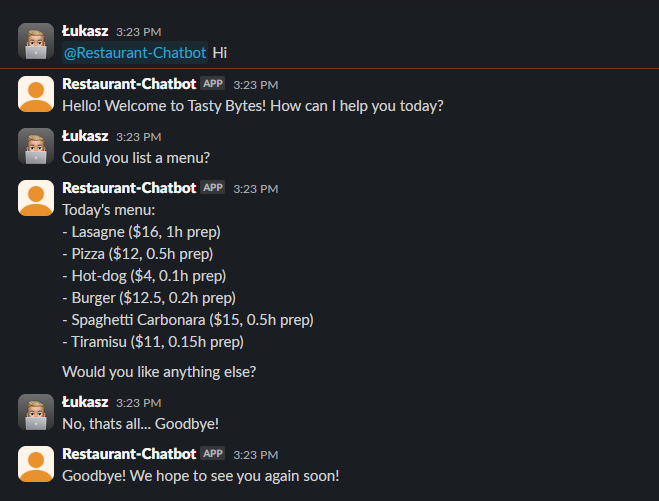 Łukasz 3:23 PM
@Restaurant-Chatbot Hi
Restaurant-Chatbot APP 3:23 PM
Hello! Welcome to Tasty Bytes! How can I help you today?
Łukasz 3:23 PM
Could you list a menu?
Restaurant-Chatbot APP 3:23 PM
Today's menu:
- Lasagne ($16, 1h prep)
- Pizza ($12, 0.5h prep)
- Hot-dog ($4, 0.1h prep)
- Burger ($12.5, 0.2h prep)
- Spaghetti Carbonara ($15, 0.5h prep)
- Tiramisu ($11, 0.15h prep)
Would you like anything else?
Łukasz 3:23 PM
No, thats all... Goodbye!
Restaurant-Chatbot APP 3:23 PM
Goodbye! We hope to see you again soon!